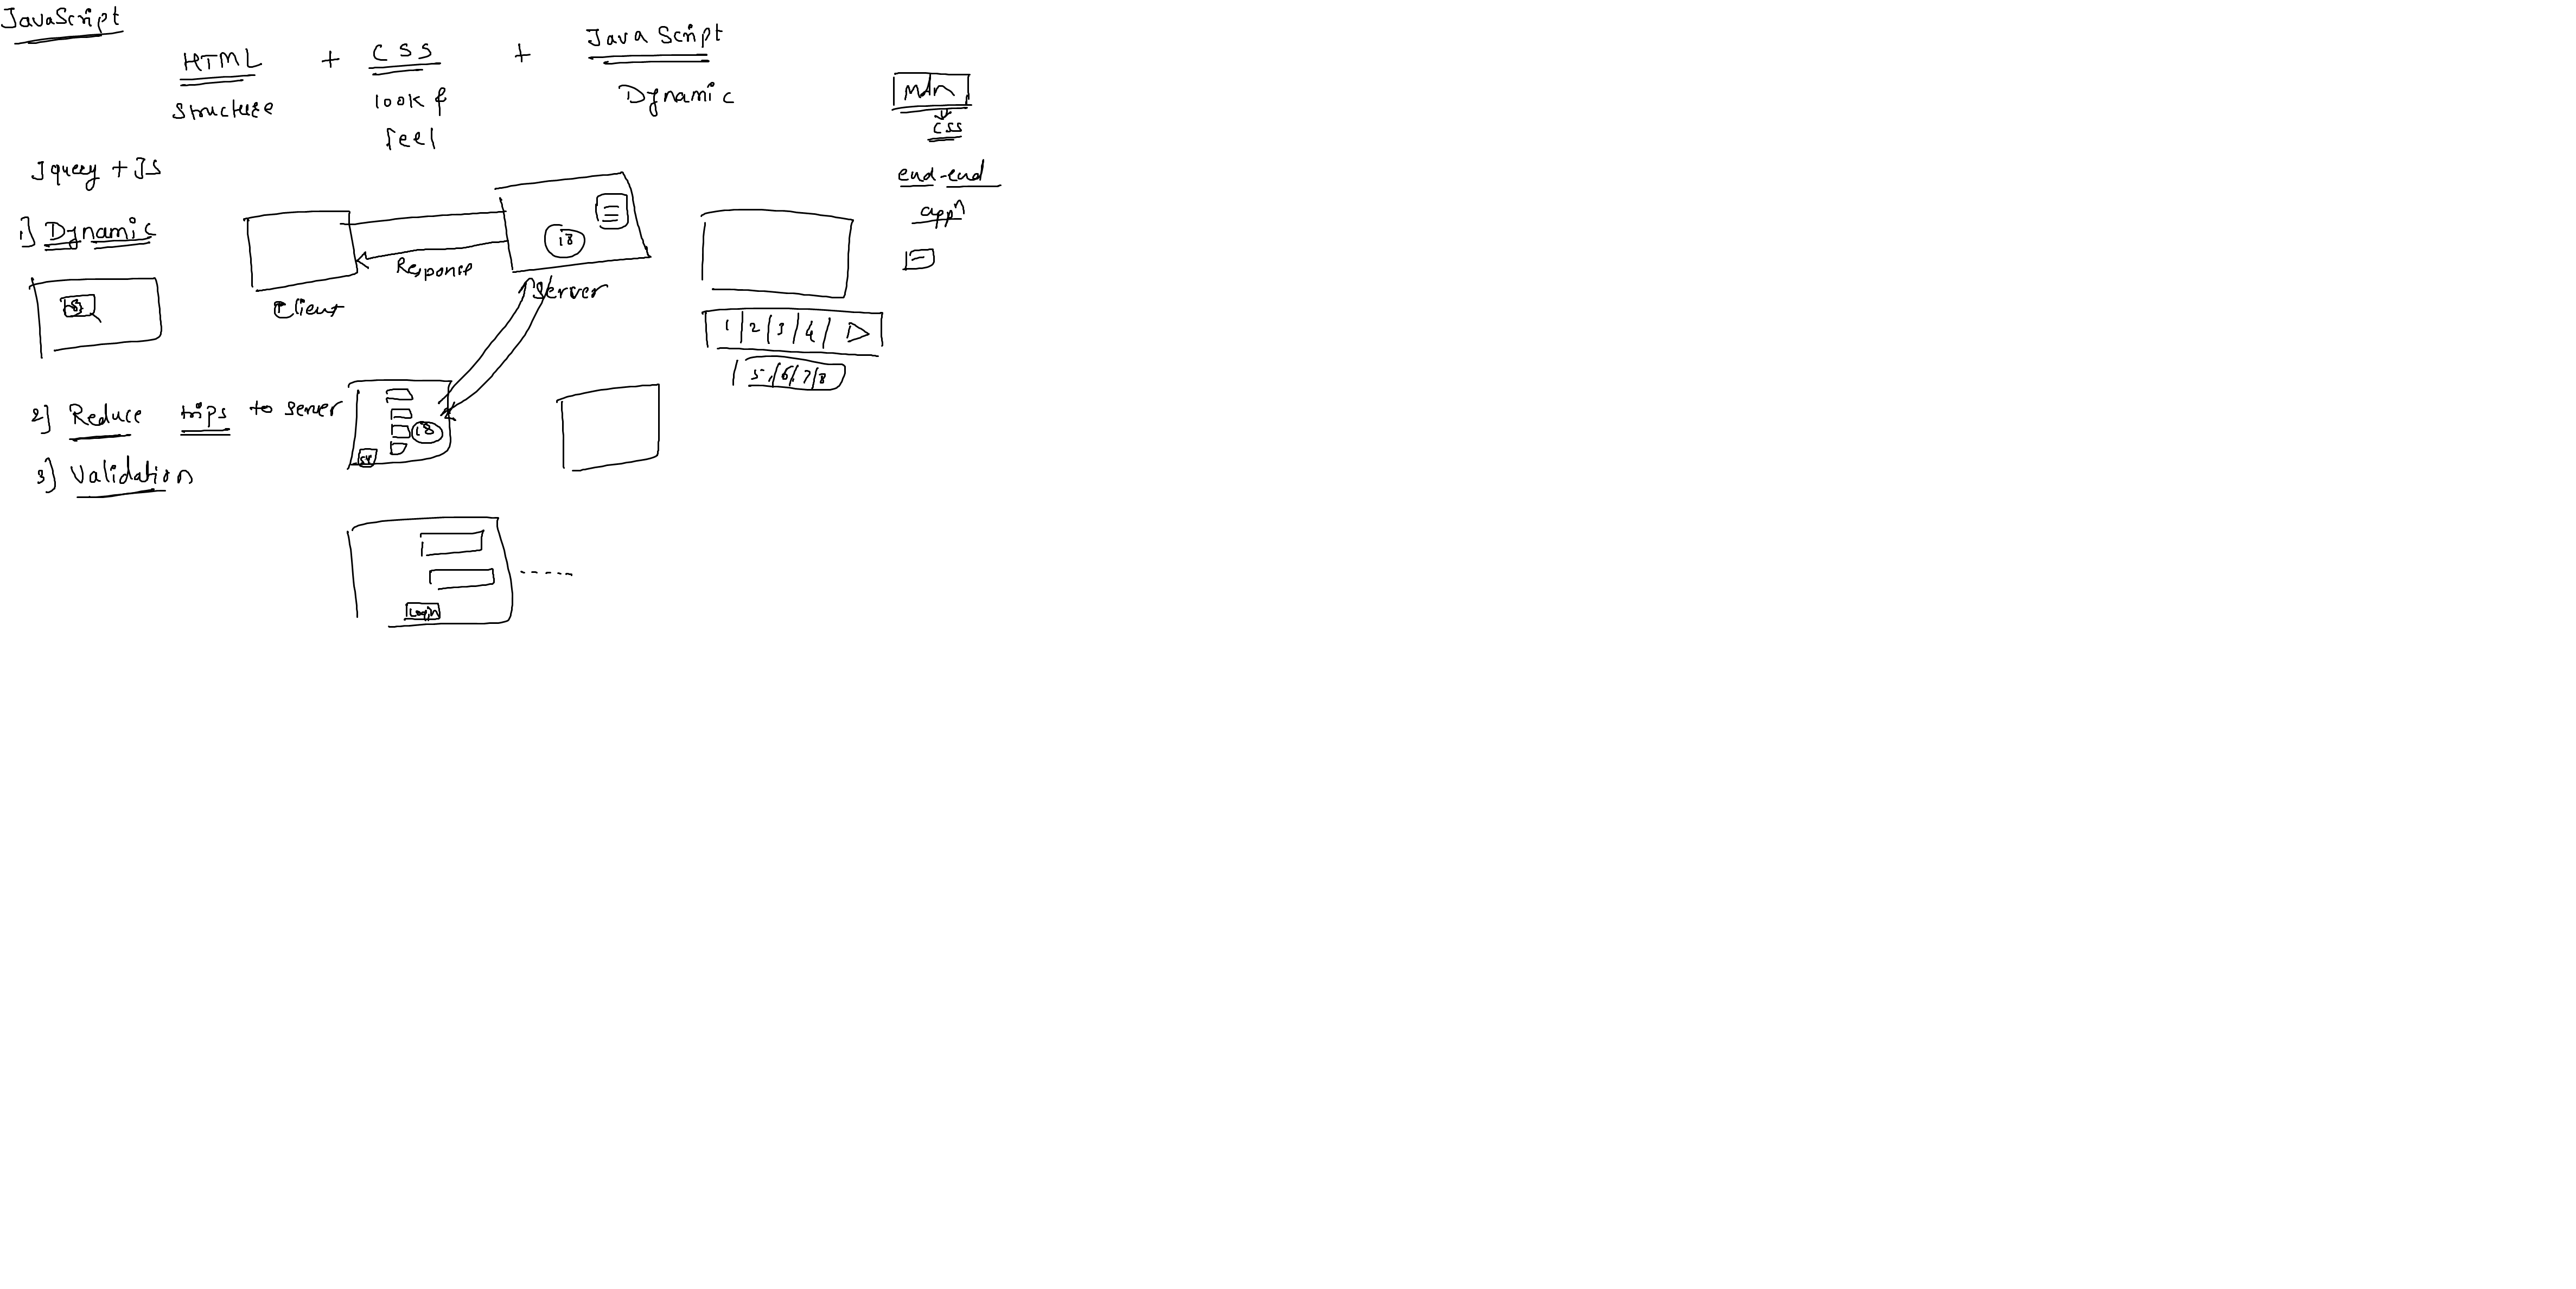 JavaScript
HTML + CSS + Java Script
Structure look & feel Dynamic
CSS
Jquery + JS
end-end
appⁿ
1] Dynamic
18
Response
Client
Server
1 | 2 | 3 | 4 |
5 / 6 / 7 / 8
2] Reduce trips to server
18
3] Validation
-----
Login